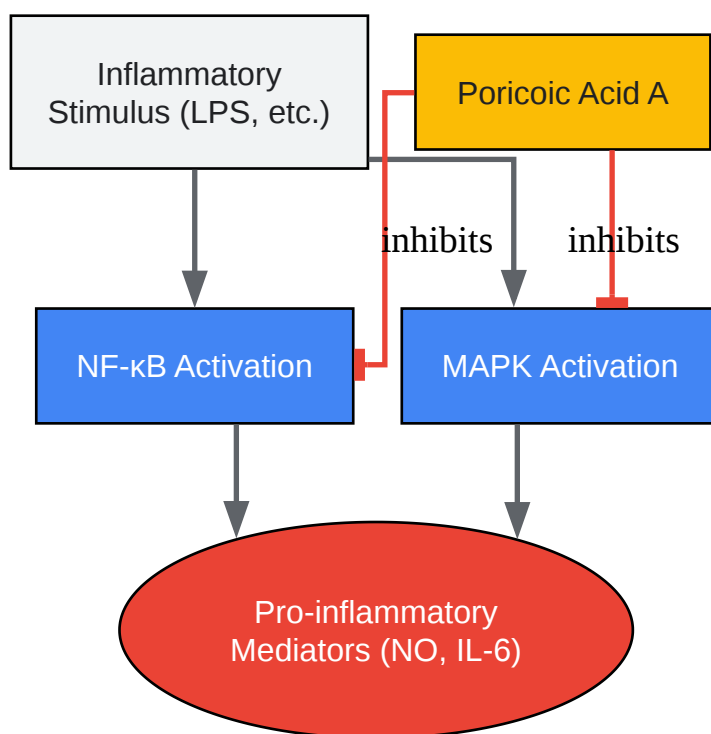 Inflammatory
Stimulus (LPS, etc.)
Poricoic Acid A
inhibits
inhibits
NF-κB Activation
MAPK Activation
Pro-inflammatory
Mediators (NO, IL-6)